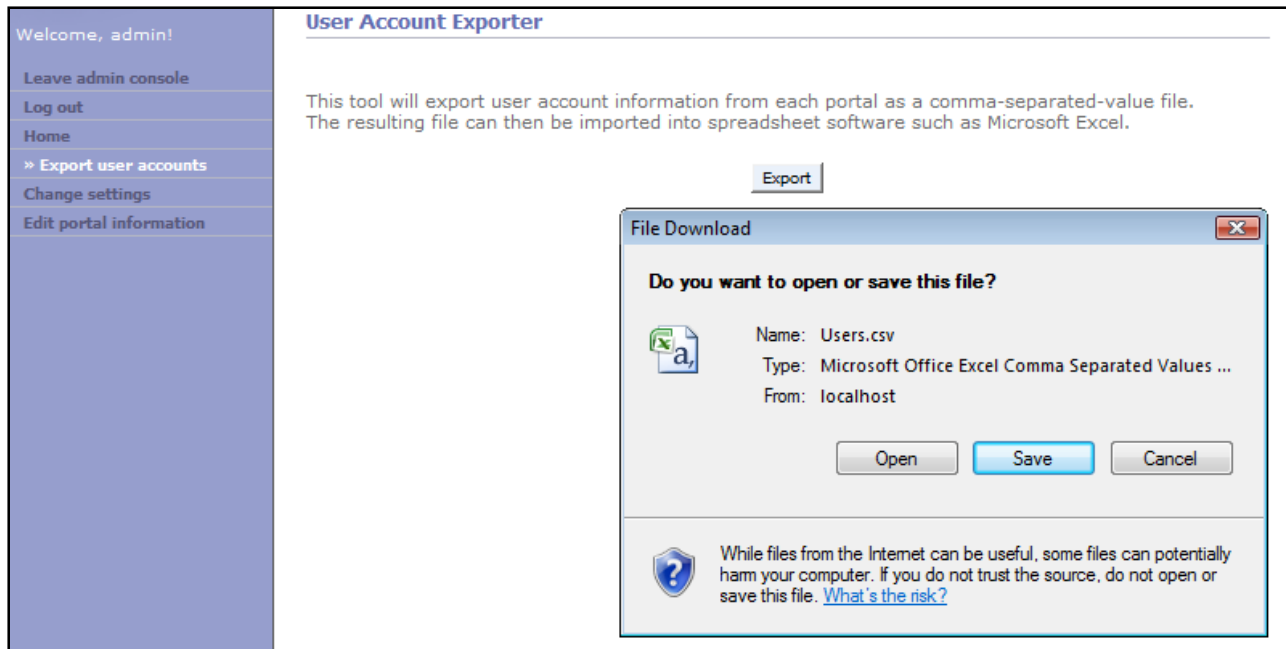 Welcome, admin!
Leave admin console
Log out
Home
» Export user accounts
Change settings
Edit portal information
User Account Exporter
This tool will export user account information from each portal as a comma-separated-value file.
The resulting file can then be imported into spreadsheet software such as Microsoft Excel.
Export
File Download
Do you want to open or save this file?
a,
Name: Users.csv
Type: Microsoft Office Excel Comma Separated Values ...
From: localhost
Open Save Cancel
While files from the Internet can be useful, some files can potentially
harm your computer. If you do not trust the source, do not open or
save this file. What's the risk?